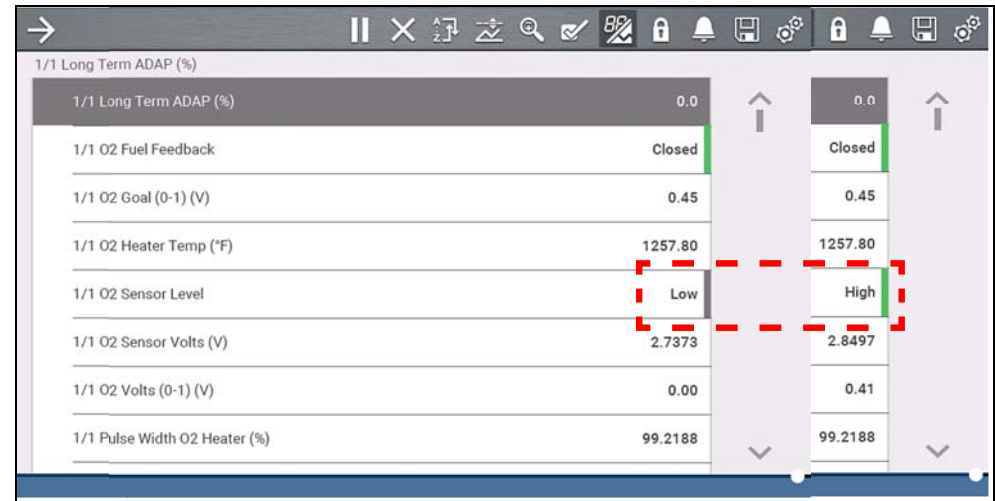 1/1 Long Term ADAP (%)
1/1 Long Term ADAP (%) 0.0 0.0
1/1 O2 Fuel Feedback Closed Closed
1/1 O2 Goal (0-1) (V) 0.45 0.45
1/1 O2 Heater Temp (°F) 1257.80 1257.80
1/1 O2 Sensor Level Low High
1/1 O2 Sensor Volts (V) 2.7373 2.8497
1/1 O2 Volts (0-1) (V) 0.00 0.41
1/1 Pulse Width O2 Heater (%) 99.2188 99.2188